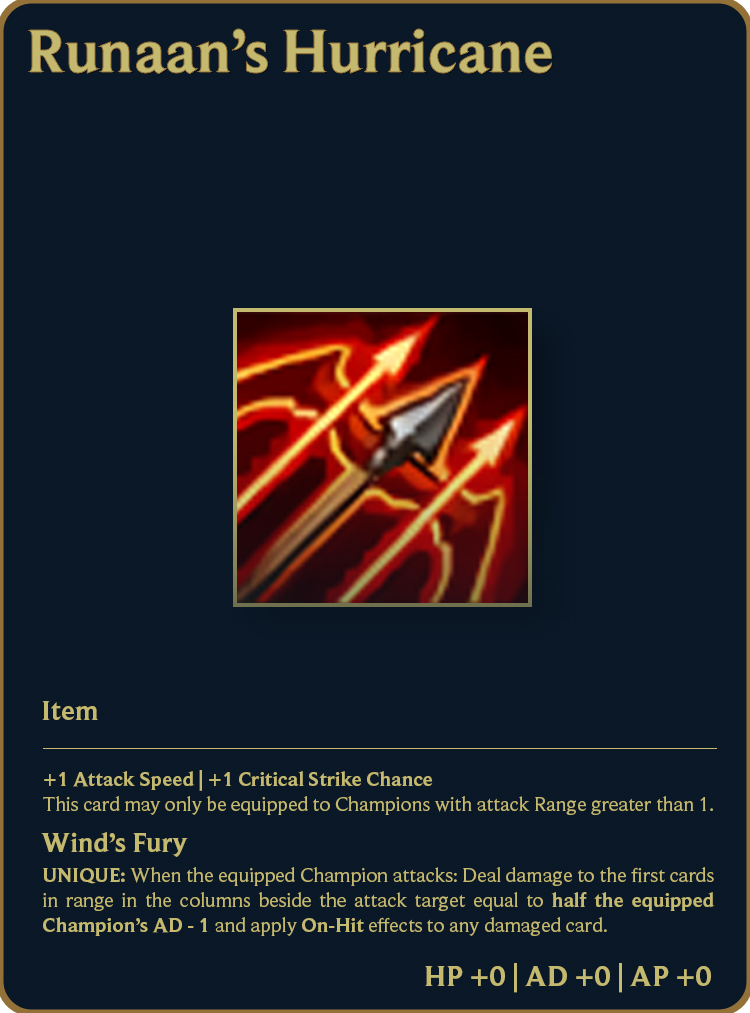 Runaan's Hurricane
Item
+1 Attack Speed | +1 Critical Strike Chance
This card may only be equipped to Champions with attack Range greater than 1.
Wind's Fury
UNIQUE: When the equipped Champion attacks: Deal damage to the first cards
in range in the columns beside the attack target equal to half the equipped
Champion's AD - 1 and apply On-Hit effects to any damaged card.
HP +0 | AD +0 | AP +0